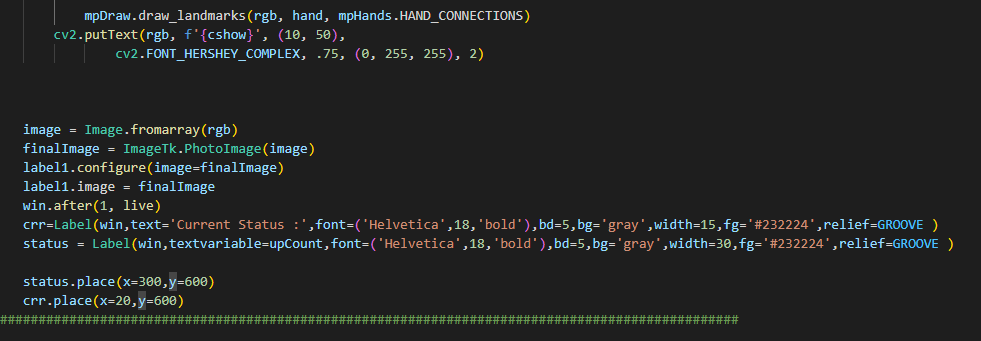 mpDraw.draw_landmarks(rgb, hand, mpHands.HAND_CONNECTIONS)
cv2.putText(rgb, f'{cshow}', (10, 50),
cv2.FONT_HERSHEY_COMPLEX, .75, (0, 255, 255), 2)
image = Image.fromarray(rgb)
finalImage = ImageTk.PhotoImage(image)
label1.configure(image=finalImage)
label1.image = finalImage
win.after(1, live)
crr=Label(win,text='Current Status :',font=('Helvetica',18,'bold'),bd=5,bg='gray',width=15,fg='#232224',relief=GROOVE )
status = Label(win,textvariable=upCount,font=('Helvetica',18,'bold'),bd=5,bg='gray',width=30,fg='#232224',relief=GROOVE )
status.place(x=300,y=600)
crr.place(x=20,y=600)
################################################################################################